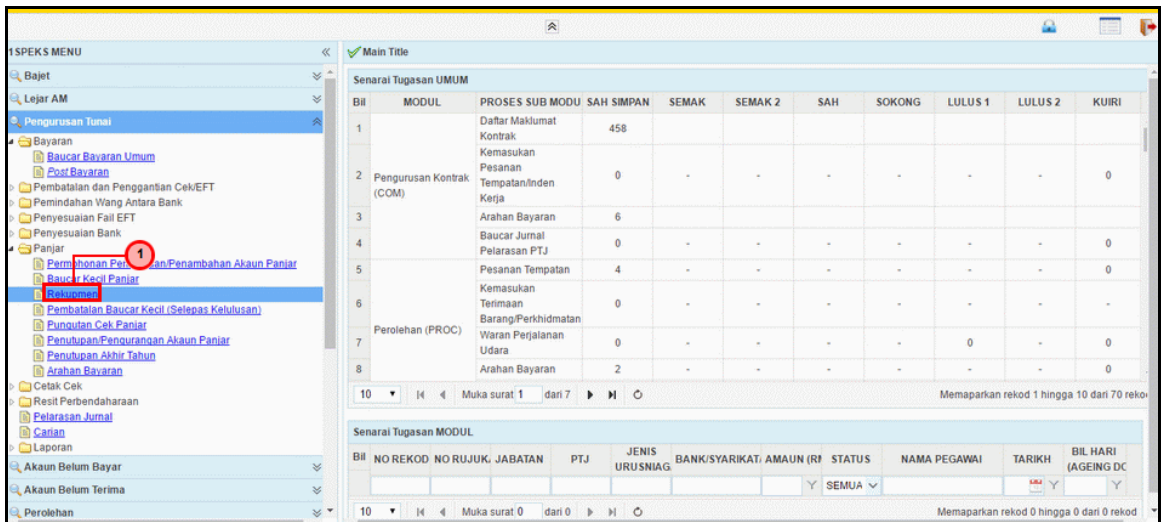 1SPEKS MENU
Main Title
Bajet
Lejar AM
Pengurusan Tunai
Bayaran
Baucar Bayaran Umum
Post Bayaran
Pembatalan dan Penggantian Cek/EFT
Pemindahan Wang Antara Bank
Penyesuaian Fail EFT
Penyesuaian Bank
Panjar
1
Permohonan Pem an/Penambahan Akaun Panjar
Baucar Kecil Panjar
Rekupmen
Pembatalan Baucar Kecil (Selepas Kelulusan)
Pungutan Cek Panjar
Penutupan/Pengurangan Akaun Panjar
Penutupan Akhir Tahun
Arahan Bayaran
Cetak Cek
Resit Perbendaharaan
Pelarasan Jurnal
Carian
Laporan
Akaun Belum Bayar
Akaun Belum Terima
Perolehan
Senarai Tugasan UMUM
Bil MODUL PROSES SUB MODU SAH SIMPAN SEMAK SEMAK 2 SAH SOKONG LULUS 1 LULUS 2 KUIRI
1 Daftar Maklumat Kontrak 458
2 Pengurusan Kontrak (COM) Kemasukan Pesanan Tempatan/Inden Kerja 0 - - - - - - 0
3 Arahan Bayaran 6
4 Baucar Jurnal Pelarasan PTJ 0 - - - - - - 0
5 Pesanan Tempatan 4 - - - - - - 0
6 Perolehan (PROC) Kemasukan Terimaan Barang/Perkhidmatan 0 - - - - - - -
7 Waran Perjalanan Udara 0 - - - - 0 - 0
8 Arahan Bayaran 2 - - - - - - 0
10 Muka surat 1 dari 7 Memaparkan rekod 1 hingga 10 dari 70 reko
Senarai Tugasan MODUL
Bil NO REKOD NO RUJUK JABATAN PTJ JENIS URUSNIAG BANK/SYARIKAT/ AMAUN (RM STATUS NAMA PEGAWAI TARIKH BIL HARI (AGEING DO
SEMUA
10 Muka surat 0 dari 0 Memaparkan rekod 0 hingga 0 dari 0 rekod